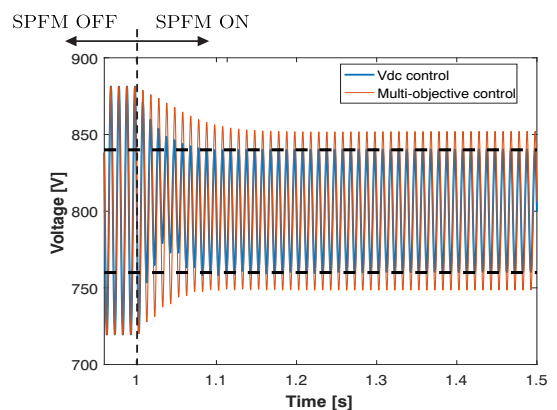 SPFM OFF SPFM ON
900
850
800
750
700
Voltage [V]
Vdc control
Multi-objective control
1 1.1 1.2 1.3 1.4 1.5
Time [s]